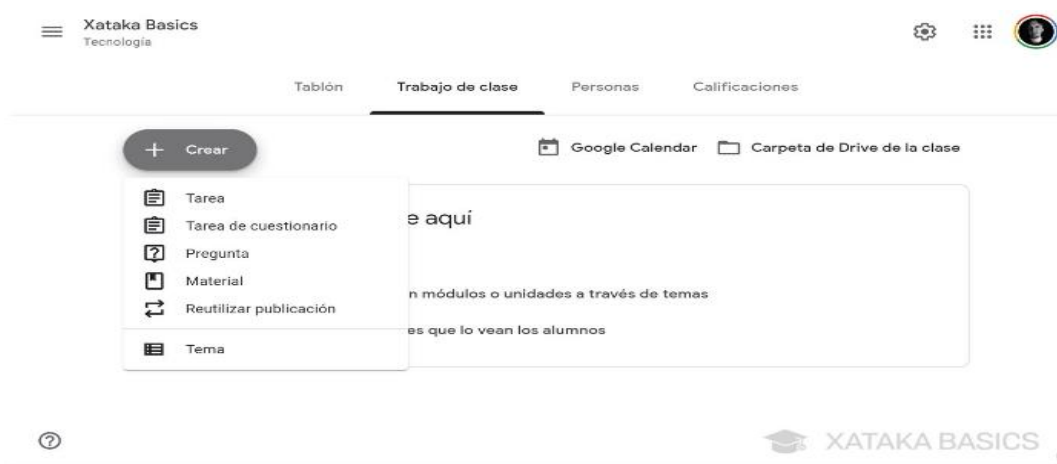 Xataka Basics
Tecnología
Tablón Trabajo de clase Personas Calificaciones
Crear
Google Calendar Carpeta de Drive de la clase
Tarea
Tarea de cuestionario
Pregunta
Material
Reutilizar publicación
Tema
e aquí
n módulos o unidades a través de temas
es que lo vean los alumnos
XATAKA BASICS